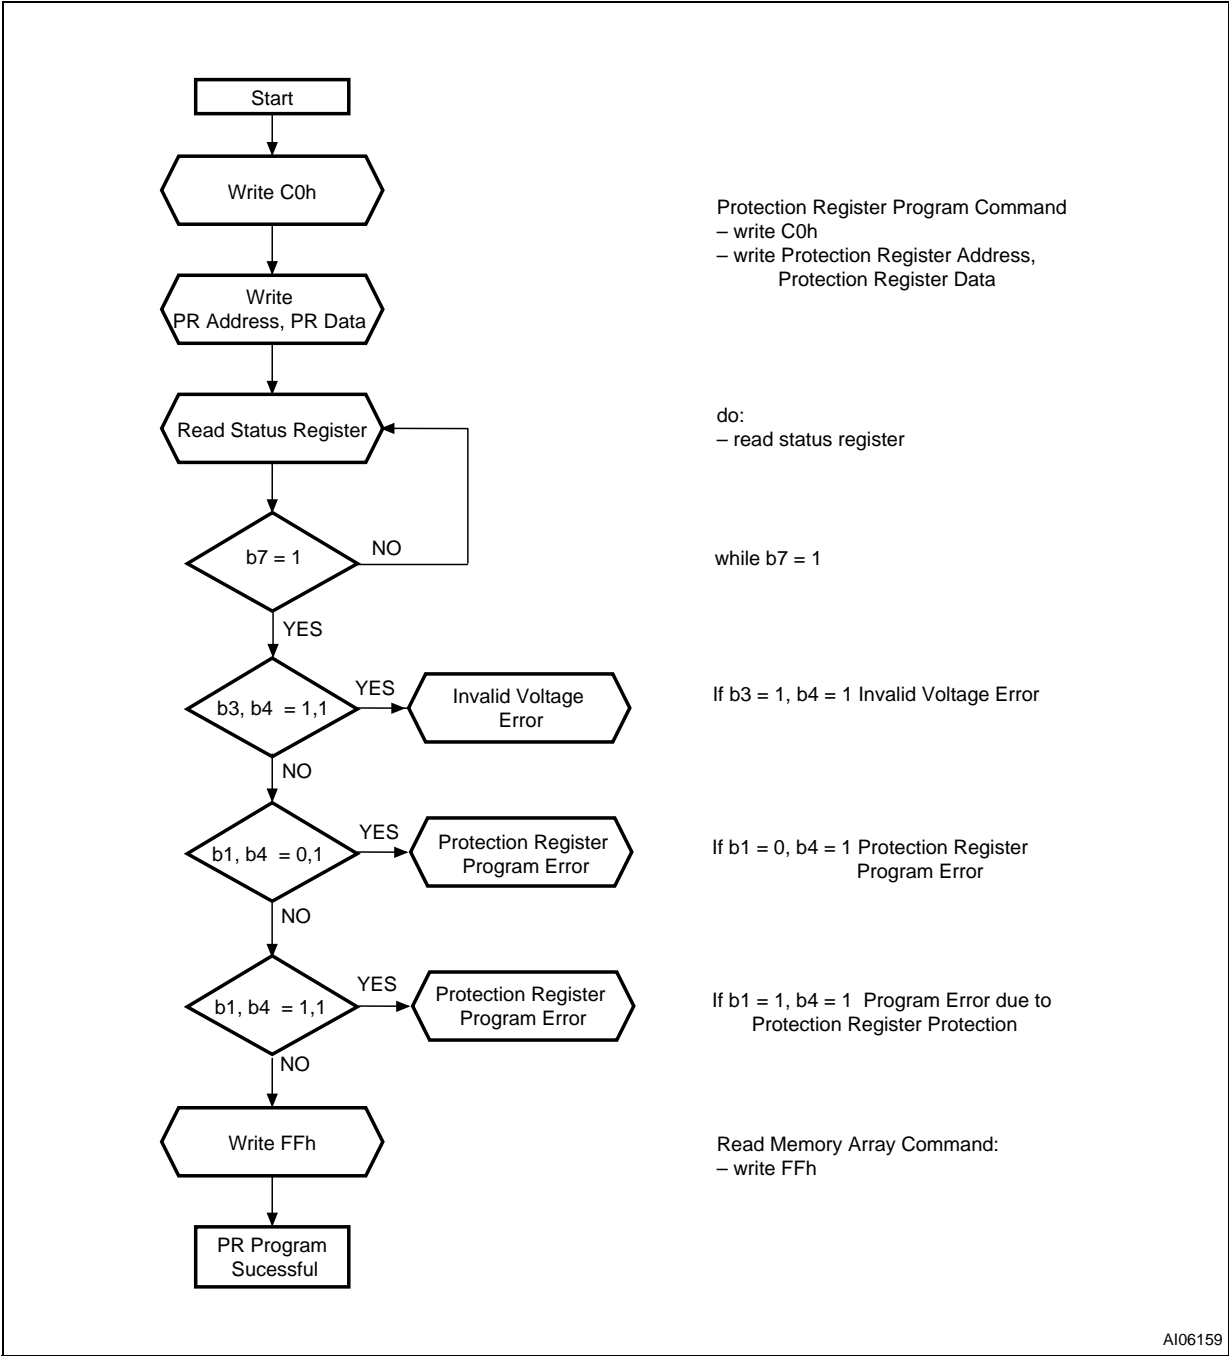 Start
Write C0h
Protection Register Program Command
– write C0h
– write Protection Register Address,
Protection Register Data
Write
PR Address, PR Data
Read Status Register
do:
– read status register
b7 = 1
NO
while b7 = 1
YES
b3, b4 = 1,1
YES
Invalid Voltage
Error
If b3 = 1, b4 = 1 Invalid Voltage Error
NO
b1, b4 = 0,1
YES
Protection Register
Program Error
If b1 = 0, b4 = 1 Protection Register
Program Error
NO
b1, b4 = 1,1
YES
Protection Register
Program Error
If b1 = 1, b4 = 1 Program Error due to
Protection Register Protection
NO
Write FFh
Read Memory Array Command:
– write FFh
PR Program
Sucessful
AI06159